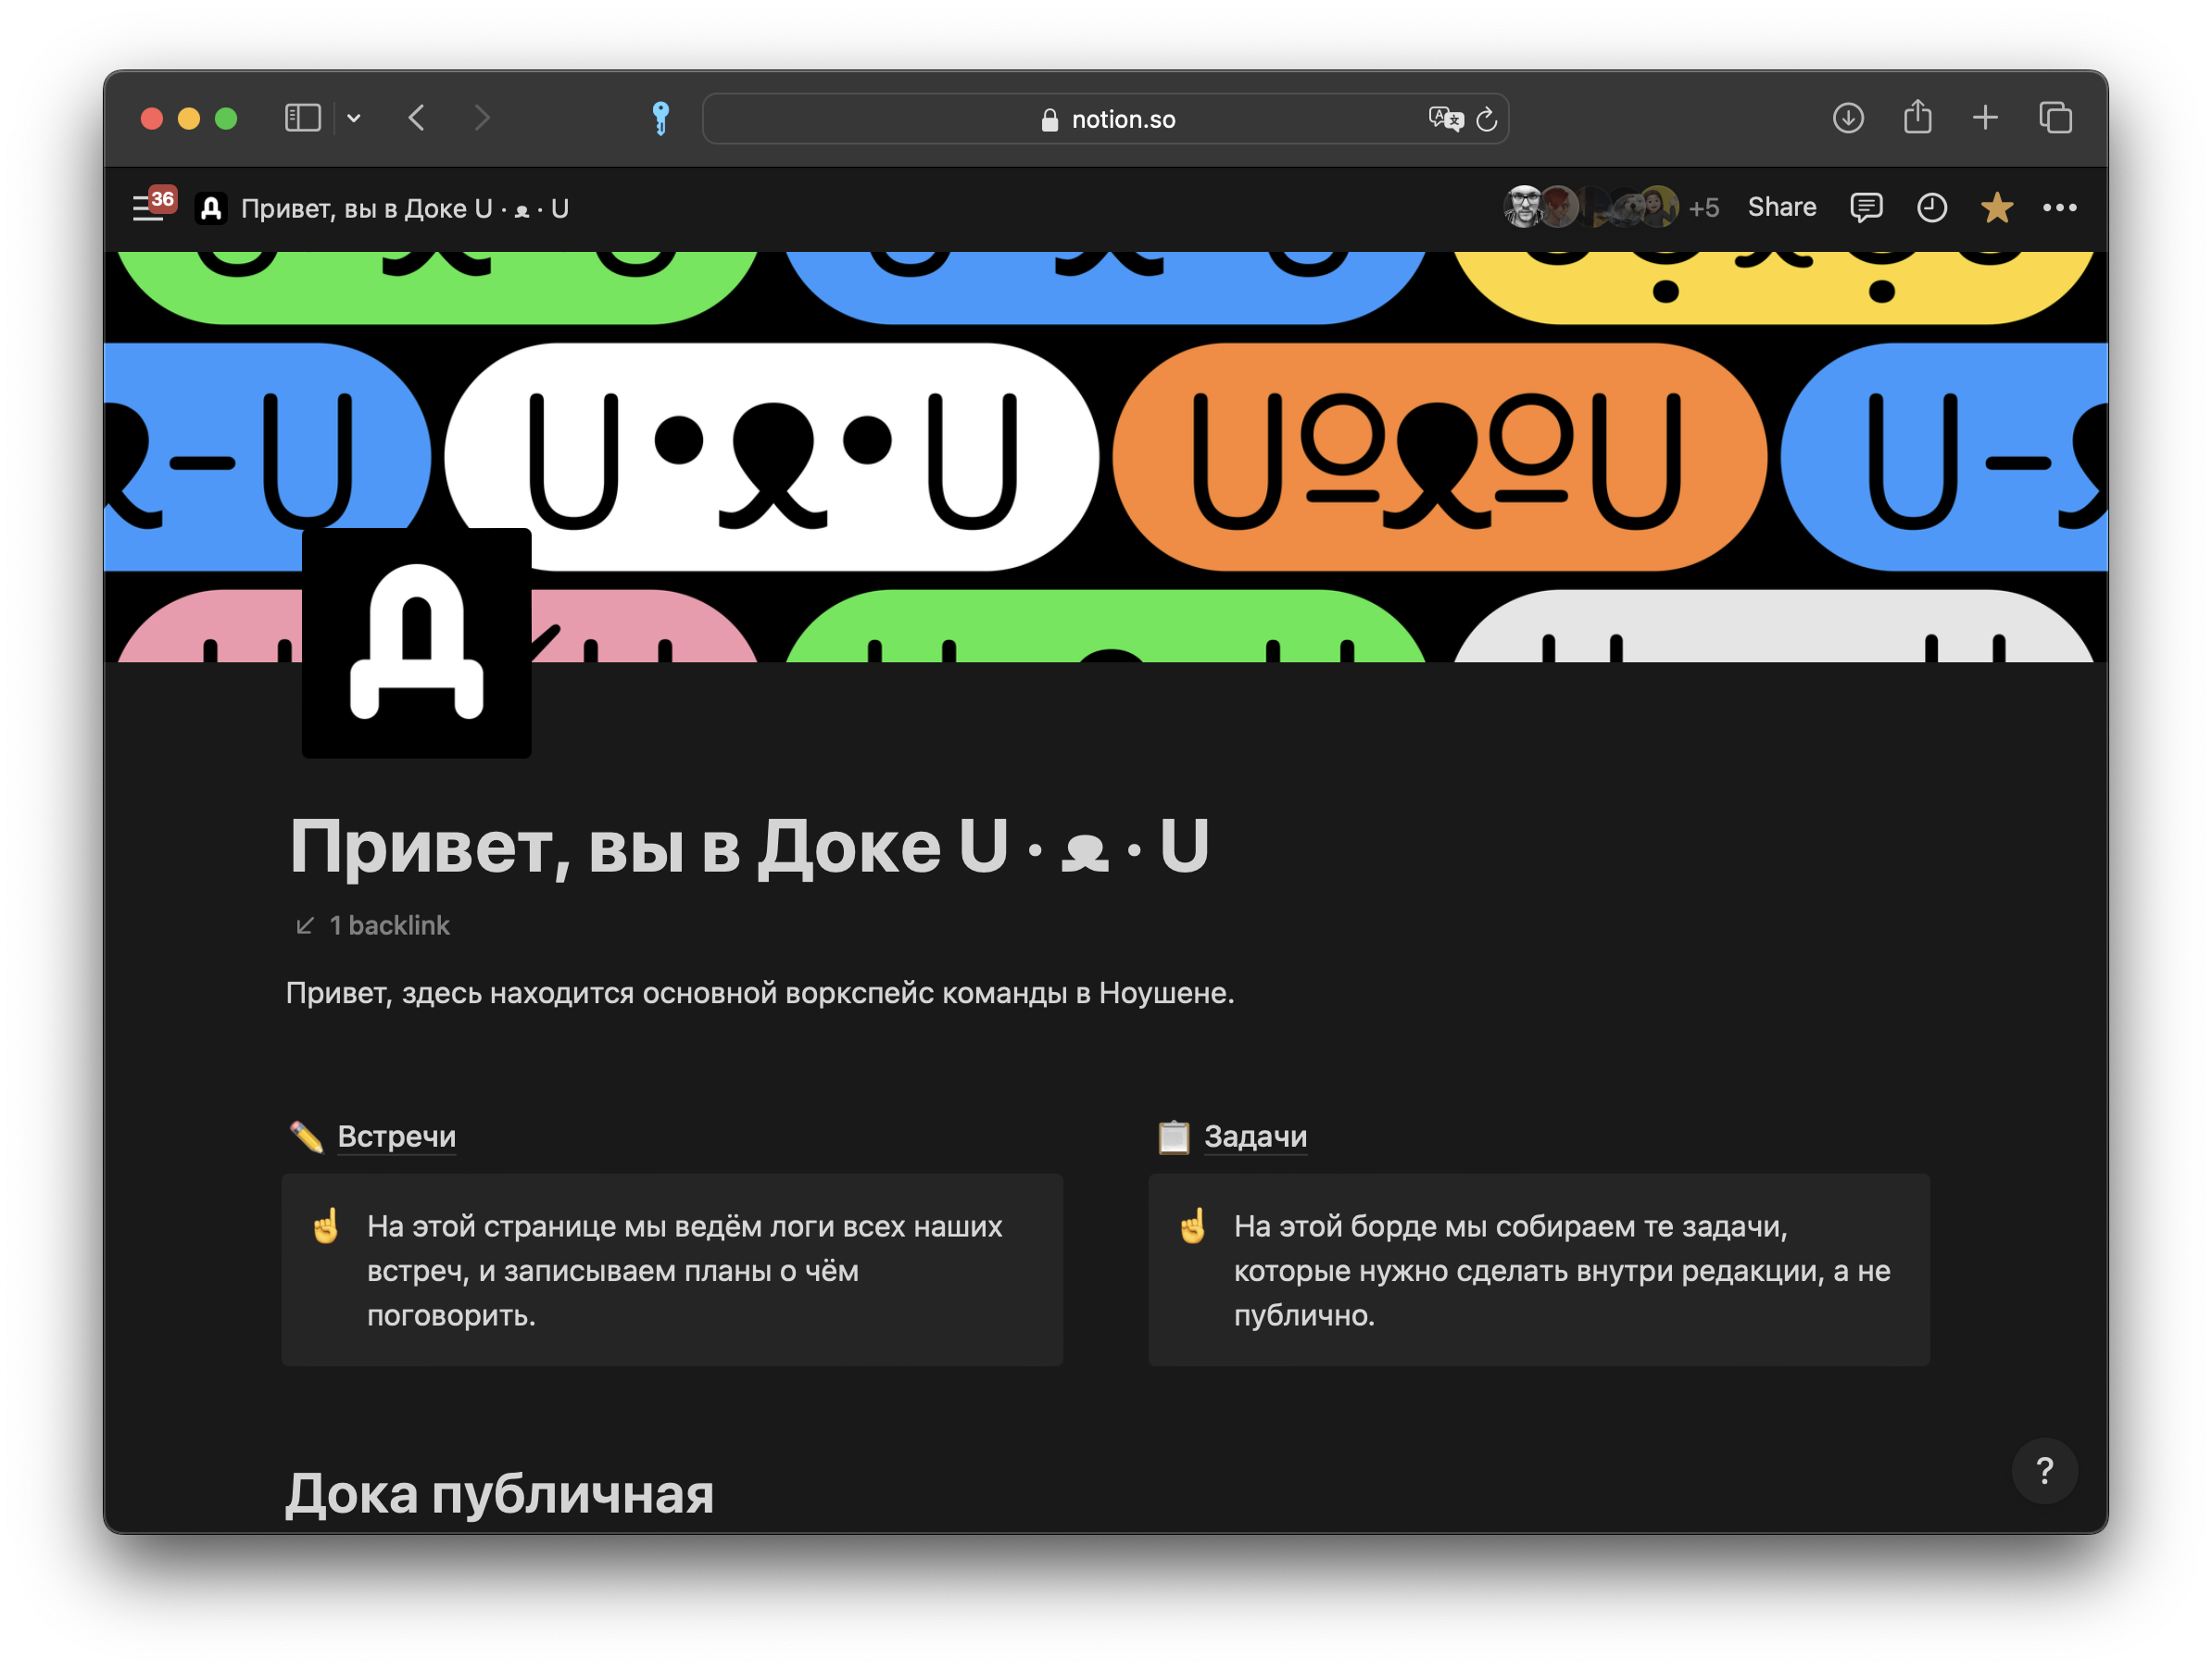 notion.so
36
Д Привет, вы в Доке U · ᴥ · U
+5 Share
U · ᴥ · U
-U U•ᴥ•U UºᴥºU U-
Д
Привет, вы в Доке U · ᴥ · U
1 backlink
Привет, здесь находится основной воркспейс команды в Ноушене.
Встречи
На этой странице мы ведём логи всех наших
встреч, и записываем планы о чём
поговорить.
Задачи
На этой борде мы собираем те задачи,
которые нужно сделать внутри редакции, а не
публично.
Дока публичная
?